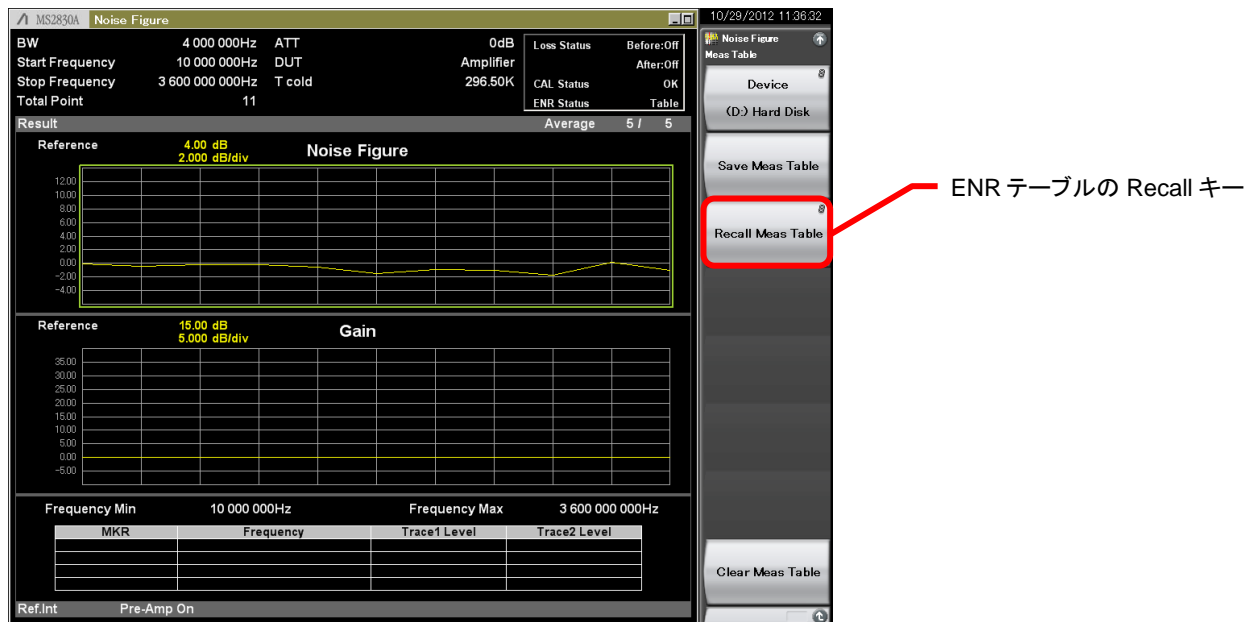 MS2830A Noise Figure
BW 4 000 000Hz ATT 0dB
Start Frequency 10 000 000Hz DUT Amplifier
Stop Frequency 3 600 000 000Hz T cold 296.50K
Total Point 11
Loss Status Before:Off
After:Off
CAL Status OK
ENR Status Table
Result Average 5 / 5
Reference 4.00 dB
2.000 dB/div
Noise Figure
12.00
10.00
8.00
6.00
4.00
2.00
0.00
-2.00
-4.00
Reference 15.00 dB
5.000 dB/div
Gain
35.00
30.00
25.00
20.00
15.00
10.00
5.00
0.00
-5.00
Frequency Min 10 000 000Hz Frequency Max 3 600 000 000Hz
MKR Frequency Trace1 Level Trace2 Level
Ref.Int Pre-Amp On
10/29/2012 11:36:32
Noise Figure
Meas Table
Device
(D:) Hard Disk
Save Meas Table
Recall Meas Table
Clear Meas Table
ENR テーブルの Recall キー